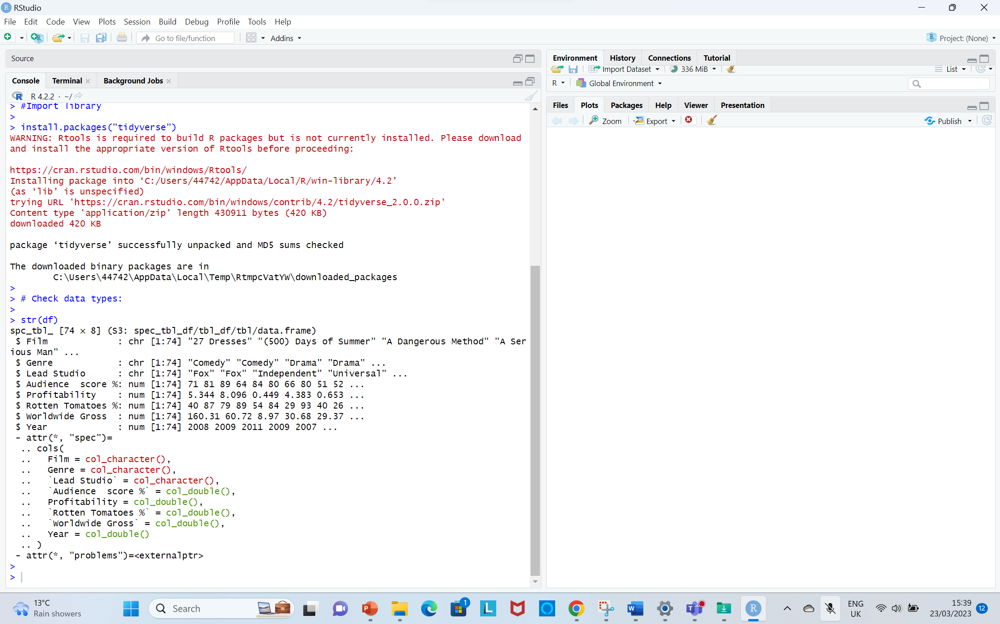 RStudio
File Edit Code View Plots Session Build Debug Profile Tools Help
Go to file/function Addins Project: (None)
Source
Console Terminal Background Jobs
R 4.2.2 · ~/
> #Import library
>
> install.packages("tidyverse")
WARNING: Rtools is required to build R packages but is not currently installed. Please download
and install the appropriate version of Rtools before proceeding:
https://cran.rstudio.com/bin/windows/Rtools/
Installing package into ‘C:/Users/44742/AppData/Local/R/win-library/4.2’
(as ‘lib’ is unspecified)
trying URL 'https://cran.rstudio.com/bin/windows/contrib/4.2/tidyverse_2.0.0.zip'
Content type 'application/zip' length 430911 bytes (420 KB)
downloaded 420 KB
package ‘tidyverse’ successfully unpacked and MD5 sums checked
The downloaded binary packages are in
C:\Users\44742\AppData\Local\Temp\RtmpcVatYW\downloaded_packages
>
> # Check data types:
>
> str(df)
spc_tbl_ [74 × 8] (S3: spec_tbl_df/tbl_df/tbl/data.frame)
$ Film : chr [1:74] "27 Dresses" "(500) Days of Summer" "A Dangerous Method" "A Ser
ious Man" ...
$ Genre : chr [1:74] "Comedy" "Comedy" "Drama" "Drama" ...
$ Lead Studio : chr [1:74] "Fox" "Fox" "Independent" "Universal" ...
$ Audience  score %: num [1:74] 71 81 89 64 84 80 66 80 51 52 ...
$ Profitability : num [1:74] 5.344 8.096 0.449 4.383 0.653 ...
$ Rotten Tomatoes %: num [1:74] 40 87 79 89 54 84 29 93 40 26 ...
$ Worldwide Gross : num [1:74] 160.31 60.72 8.97 30.68 29.37 ...
$ Year : num [1:74] 2008 2009 2011 2009 2007 ...
- attr(*, "spec")=
.. cols(
.. Film = col_character(),
.. Genre = col_character(),
.. `Lead Studio` = col_character(),
.. `Audience  score %` = col_double(),
.. Profitability = col_double(),
.. `Rotten Tomatoes %` = col_double(),
.. `Worldwide Gross` = col_double(),
.. Year = col_double()
.. )
- attr(*, "problems")=<externalptr>
>
>
Environment History Connections Tutorial
Import Dataset 336 MiB List
R Global Environment
Files Plots Packages Help Viewer Presentation
Zoom Export Publish
13°C
Rain showers
Search
1
ENG
UK
15:39
23/03/2023
12